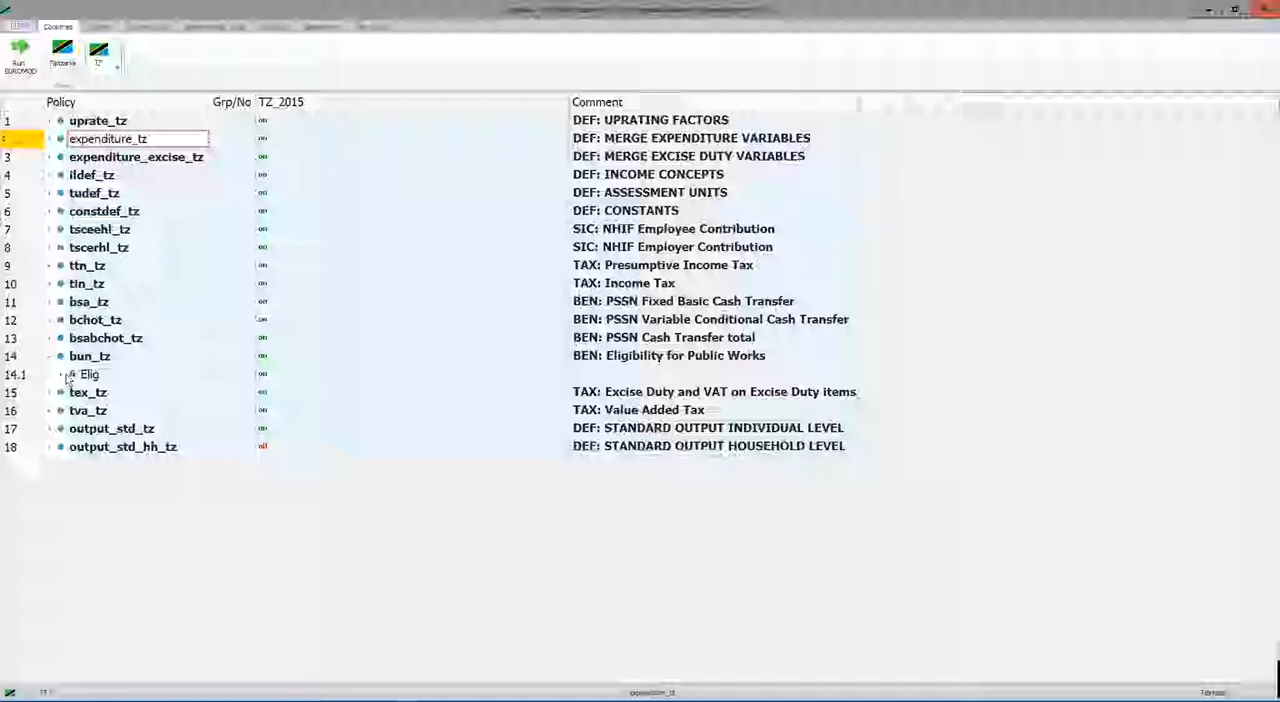 Countries
Run
EUROMOD
Tanzania
TZ
Policy Grp/No TZ_2015 Comment
1 uprate_tz on DEF: UPRATING FACTORS
expenditure_tz on DEF: MERGE EXPENDITURE VARIABLES
3 expenditure_excise_tz on DEF: MERGE EXCISE DUTY VARIABLES
4 ildef_tz on DEF: INCOME CONCEPTS
5 tudef_tz on DEF: ASSESSMENT UNITS
6 constdef_tz on DEF: CONSTANTS
7 tsceehl_tz on SIC: NHIF Employee Contribution
8 tscerhl_tz on SIC: NHIF Employer Contribution
9 ttn_tz on TAX: Presumptive Income Tax
10 tin_tz on TAX: Income Tax
11 bsa_tz on BEN: PSSN Fixed Basic Cash Transfer
12 bchot_tz on BEN: PSSN Variable Conditional Cash Transfer
13 bsabchot_tz on BEN: PSSN Cash Transfer total
14 bun_tz on BEN: Eligibility for Public Works
14.1 Elig on
15 tex_tz on TAX: Excise Duty and VAT on Excise Duty items
16 tva_tz on TAX: Value Added Tax
17 output_std_tz on DEF: STANDARD OUTPUT INDIVIDUAL LEVEL
18 output_std_hh_tz off DEF: STANDARD OUTPUT HOUSEHOLD LEVEL